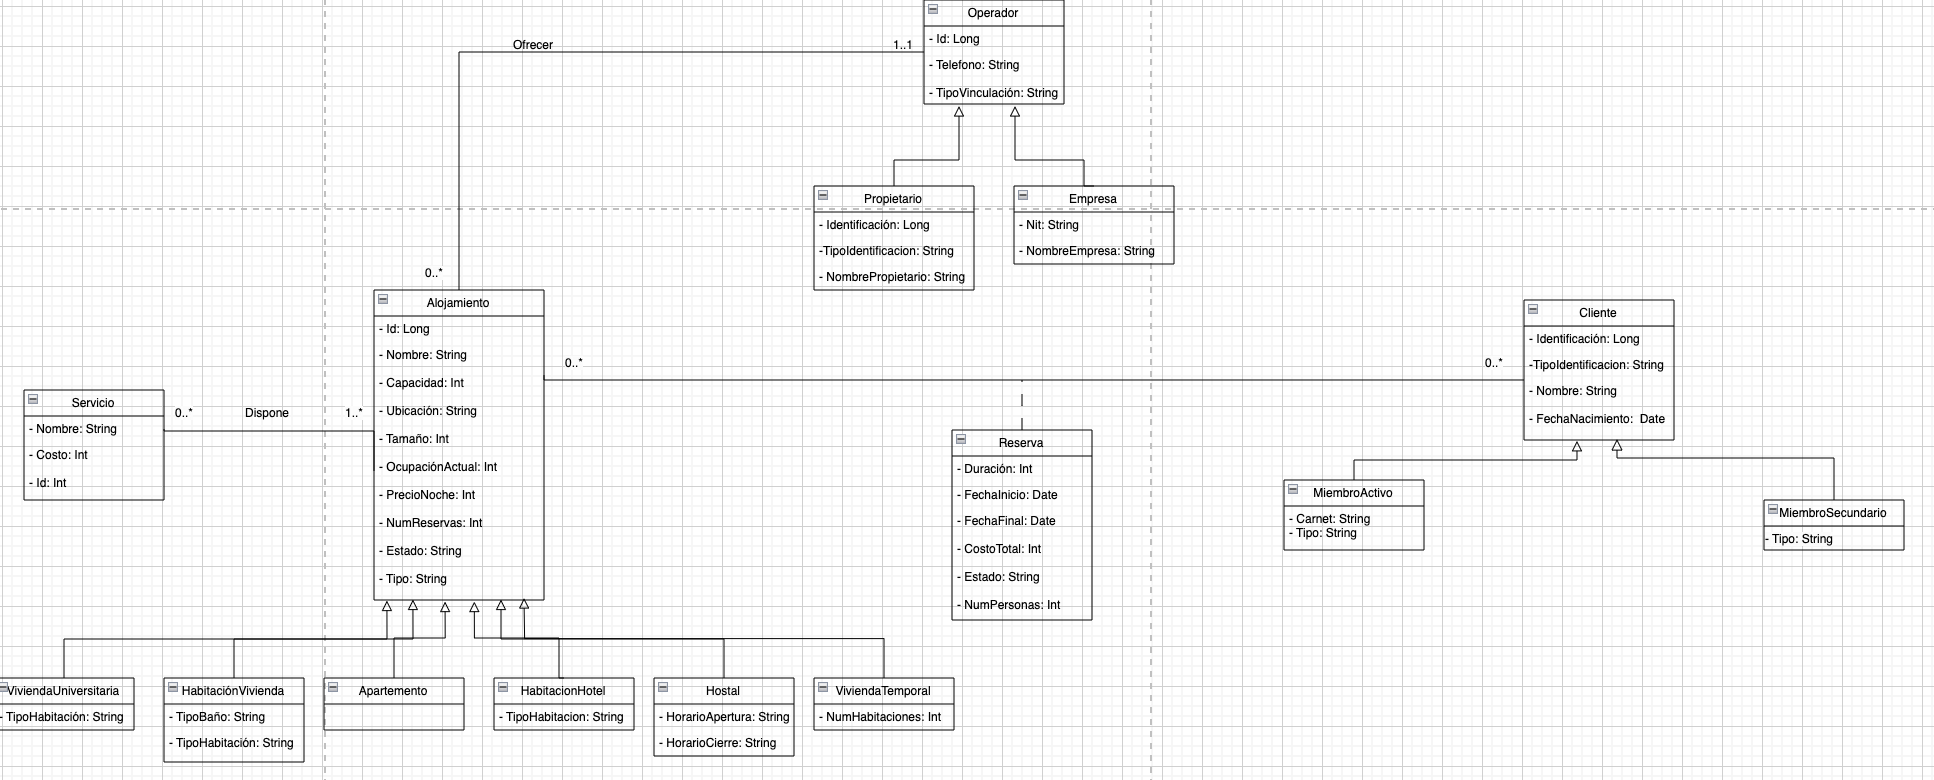 Operador
- Id: Long
- Telefono: String
- TipoVinculación: String
Ofrecer
1..1
0..*
Propietario
- Identificación: Long
-TipoIdentificacion: String
- NombrePropietario: String
Empresa
- Nit: String
- NombreEmpresa: String
Alojamiento
- Id: Long
- Nombre: String
- Capacidad: Int
- Ubicación: String
- Tamaño: Int
- OcupaciónActual: Int
- PrecioNoche: Int
- NumReservas: Int
- Estado: String
- Tipo: String
0..*
0..*
Cliente
- Identificación: Long
-TipoIdentificacion: String
- Nombre: String
- FechaNacimiento: Date
Servicio
- Nombre: String
- Costo: Int
- Id: Int
0..*
Dispone
1..*
Reserva
- Duración: Int
- FechaInicio: Date
- FechaFinal: Date
- CostoTotal: Int
- Estado: String
- NumPersonas: Int
MiembroActivo
- Carnet: String
- Tipo: String
MiembroSecundario
- Tipo: String
ViviendaUniversitaria
- TipoHabitación: String
HabitaciónVivienda
- TipoBaño: String
- TipoHabitación: String
Apartemento
HabitacionHotel
- TipoHabitacion: String
Hostal
- HorarioApertura: String
- HorarioCierre: String
ViviendaTemporal
- NumHabitaciones: Int